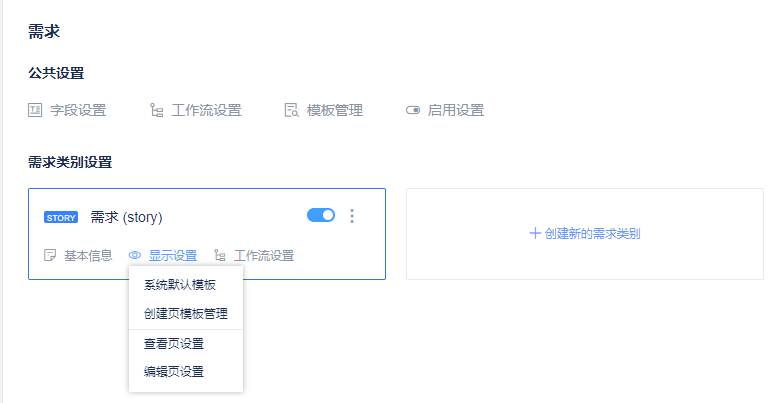 需求
公共设置
字段设置 工作流设置 模板管理 启用设置
需求类别设置
STORY 需求 (story)
基本信息 显示设置 工作流设置
系统默认模板
创建页模板管理
查看页设置
编辑页设置
+ 创建新的需求类别